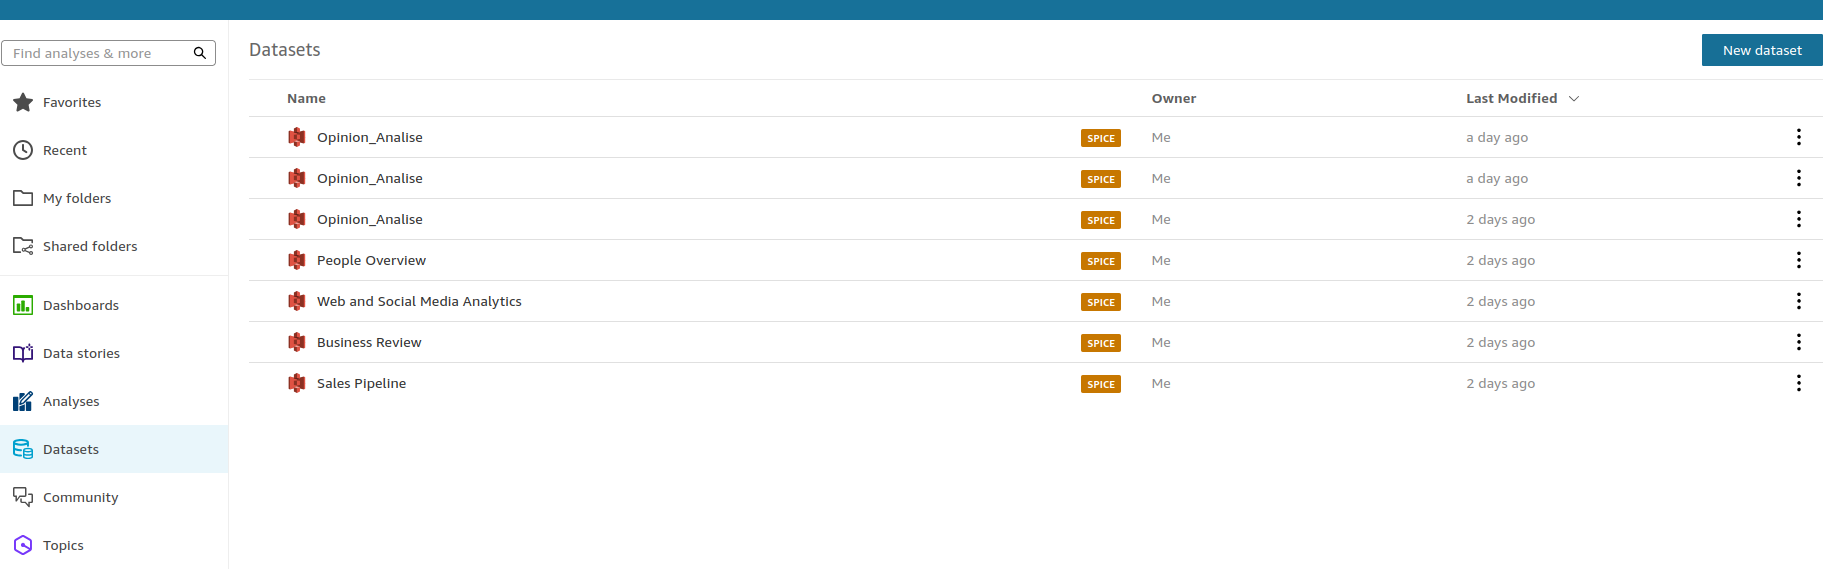 Find analyses & more
Favorites
Recent
My folders
Shared folders
Dashboards
Data stories
Analyses
Datasets
Community
Topics
Datasets
New dataset
Name Owner Last Modified
Opinion_Analise SPICE Me a day ago
Opinion_Analise SPICE Me a day ago
Opinion_Analise SPICE Me 2 days ago
People Overview SPICE Me 2 days ago
Web and Social Media Analytics SPICE Me 2 days ago
Business Review SPICE Me 2 days ago
Sales Pipeline SPICE Me 2 days ago